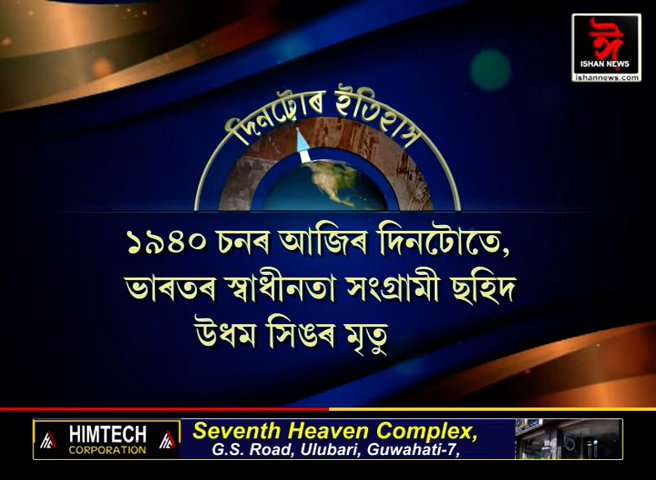 ঈ
ISHAN NEWS
ishannews.com
দিনটোৰ ইতিহাস
১৯৪০ চনৰ আজিৰ দিনটোতে,
ভাৰতৰ স্বাধীনতা সংগ্ৰামী ছহিদ
উধম সিঙৰ মৃতু
HIMTECH
CORPORATION
Seventh Heaven Complex,
G.S. Road, Ulubari, Guwahati-7,